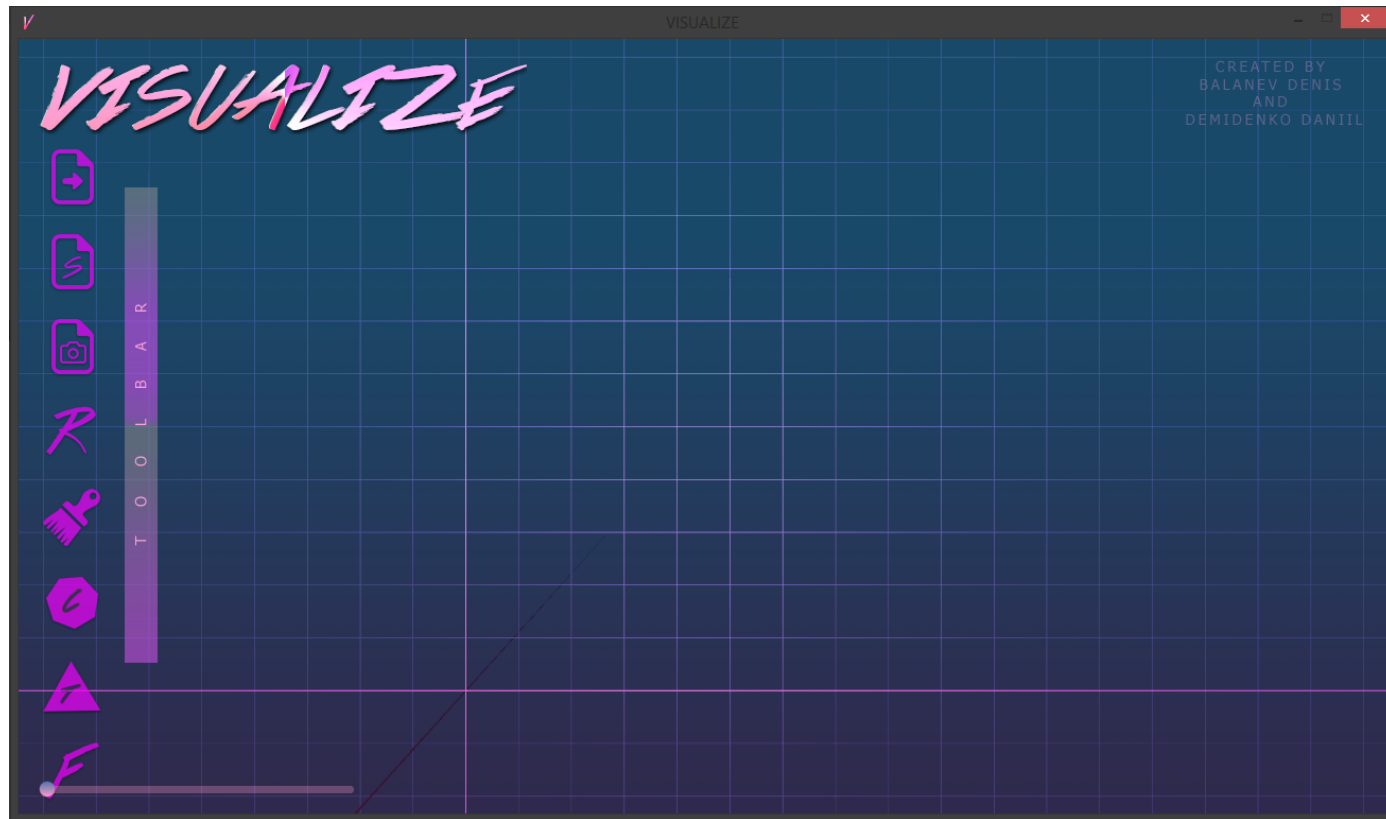 VISUALIZE
VISUALIZE
CREATED BY
BALANEV DENIS
AND
DEMIDENKO DANIIL
S
TOOLBAR
R
G
T
F